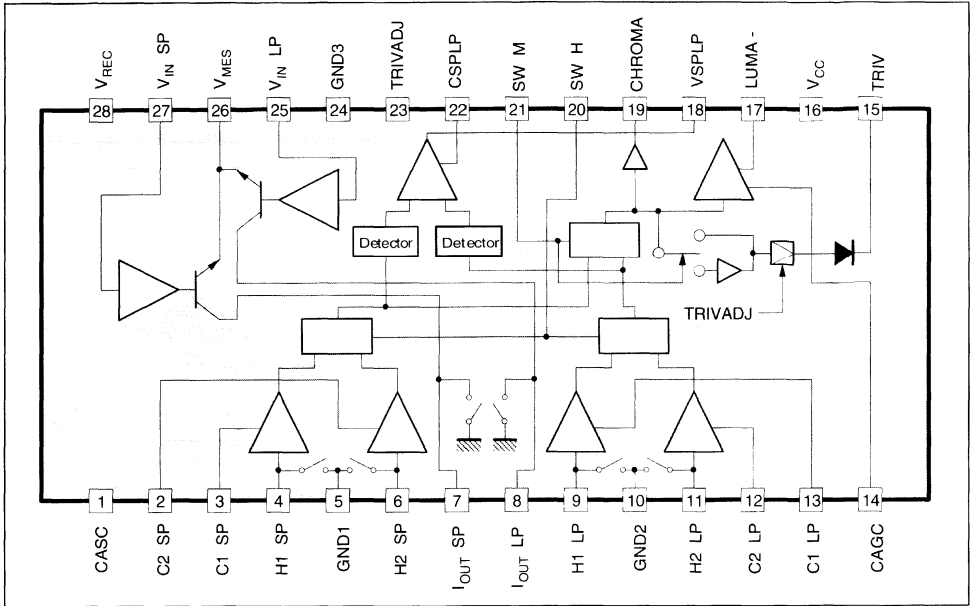 VREC
VIN SP
VMES
VIN LP
GND3
TRIVADJ
CSPLP
SW M
SW H
CHROMA
VSPLP
LUMA -
VCC
TRIV
28
27
26
25
24
23
22
21
20
19
18
17
16
15
Detector
Detector
TRIVADJ
1
2
3
4
5
6
7
8
9
10
11
12
13
14
CASC
C2 SP
C1 SP
H1 SP
GND1
H2 SP
IOUT SP
IOUT LP
H1 LP
GND2
H2 LP
C2 LP
C1 LP
CAGC